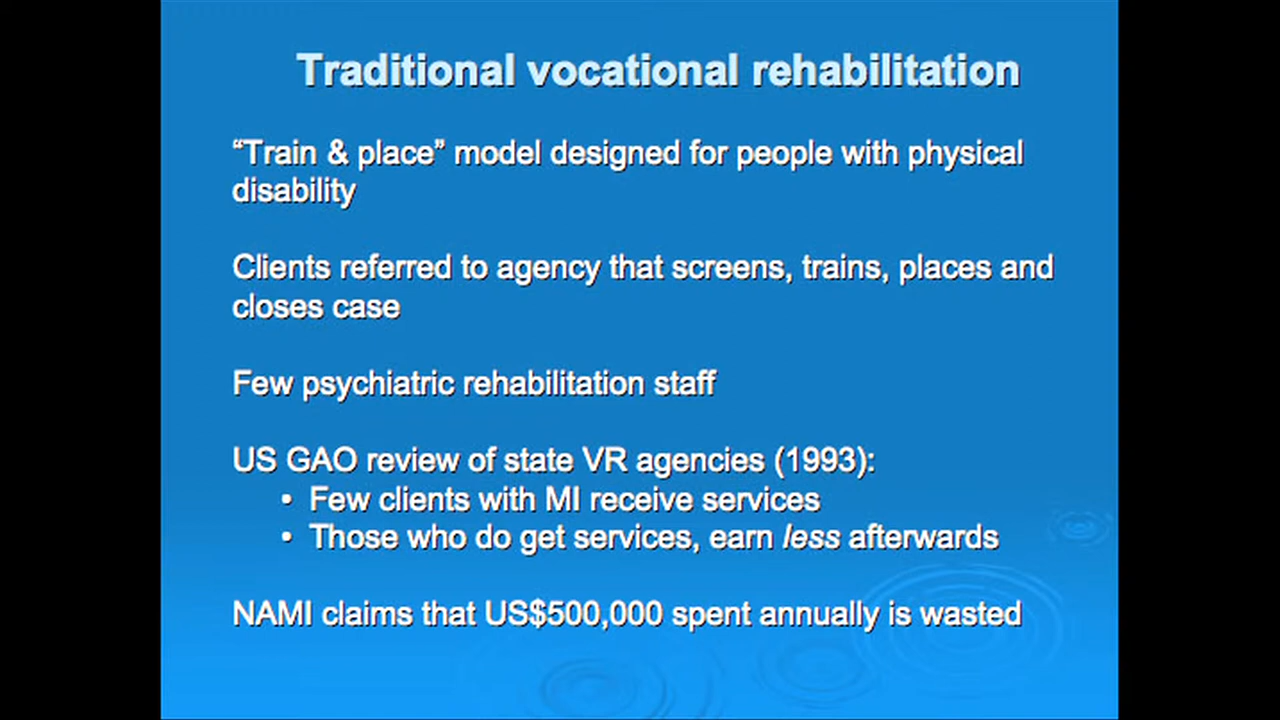 Traditional vocational rehabilitation
“Train & place” model designed for people with physical
disability
Clients referred to agency that screens, trains, places and
closes case
Few psychiatric rehabilitation staff
US GAO review of state VR agencies (1993):
• Few clients with MI receive services
• Those who do get services, earn less afterwards
NAMI claims that US$500,000 spent annually is wasted